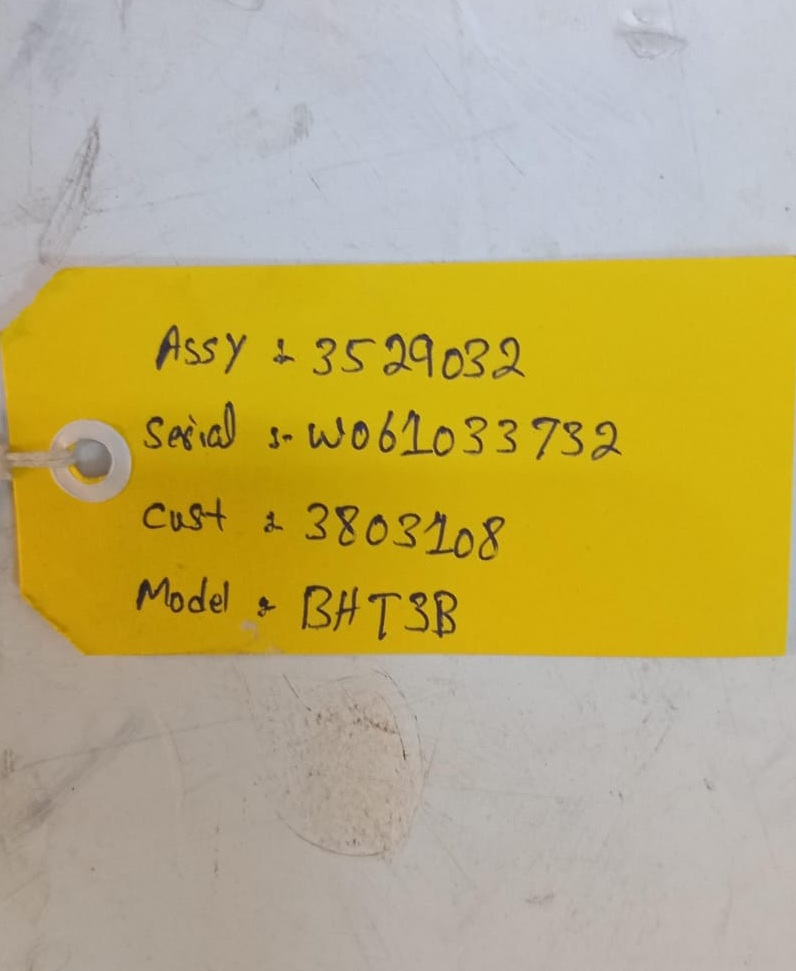 Assy :- 3529032
Serial :- W061033732
Cust :- 3803108
Model :- BHT3B